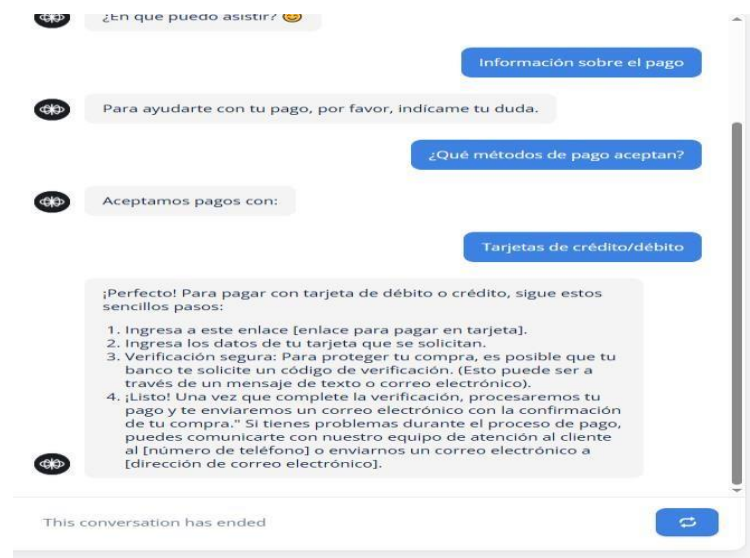 ¿En qué puedo asistir? 😊
Información sobre el pago
Para ayudarte con tu pago, por favor, indícame tu duda.
¿Qué métodos de pago aceptan?
Aceptamos pagos con:
Tarjetas de crédito/débito
¡Perfecto! Para pagar con tarjeta de débito o crédito, sigue estos
sencillos pasos:
1. Ingresa a este enlace [enlace para pagar en tarjeta].
2. Ingresa los datos de tu tarjeta que se solicitan.
3. Verificación segura: Para proteger tu compra, es posible que tu
banco te solicite un código de verificación. (Esto puede ser a
través de un mensaje de texto o correo electrónico).
4. ¡Listo! Una vez que complete la verificación, procesaremos tu
pago y te enviaremos un correo electrónico con la confirmación
de tu compra." Si tienes problemas durante el proceso de pago,
puedes comunicarte con nuestro equipo de atención al cliente
al [número de teléfono] o enviarnos un correo electrónico a
[dirección de correo electrónico].
This conversation has ended